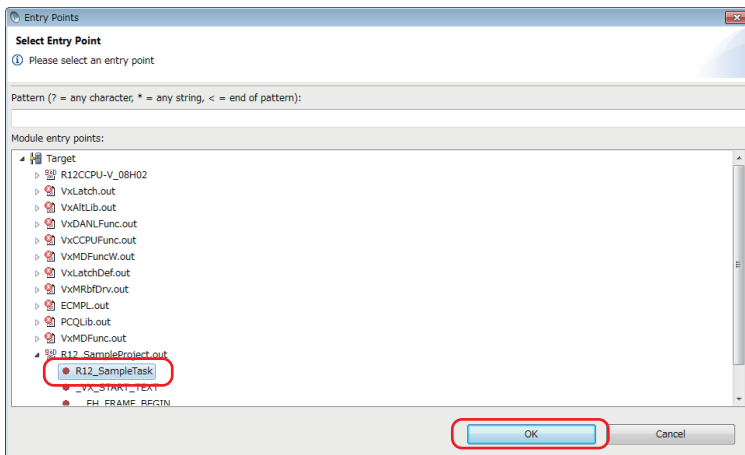 Entry Points
Select Entry Point
Please select an entry point
Pattern (? = any character, * = any string, < = end of pattern):
Module entry points:
Target
R12CCPU-V_08H02
VxLatch.out
VxAltLib.out
VxDANLFunc.out
VxCCPUFunc.out
VxMDFuncW.out
VxLatchDef.out
VxMRbfDrv.out
ECMPL.out
PCQLib.out
VxMDFunc.out
R12_SampleProject.out
R12_SampleTask
_VX_START_TEXT
__EH_FRAME_BEGIN__
OK Cancel